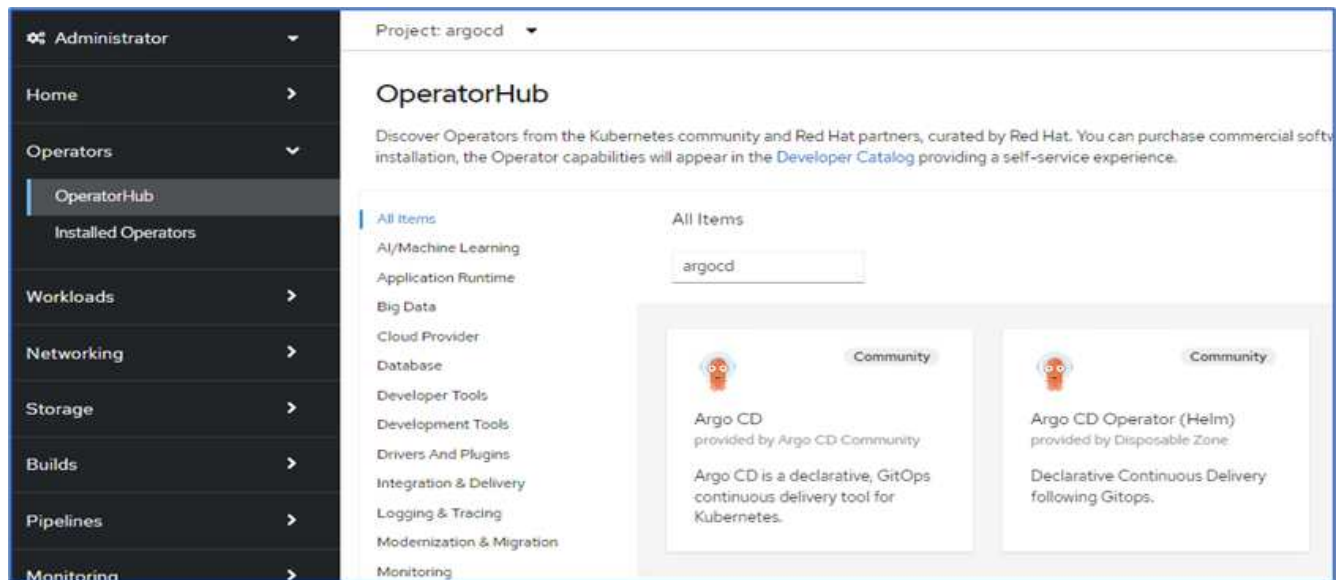 Administrator
Home
Operators
OperatorHub
Installed Operators
Workloads
Networking
Storage
Builds
Pipelines
Monitoring
Project: argocd
OperatorHub
Discover Operators from the Kubernetes community and Red Hat partners, curated by Red Hat. You can purchase commercial softw
installation, the Operator capabilities will appear in the Developer Catalog providing a self-service experience.
All Items
AI/Machine Learning
Application Runtime
Big Data
Cloud Provider
Database
Developer Tools
Development Tools
Drivers And Plugins
Integration & Delivery
Logging & Tracing
Modernization & Migration
Monitoring
All Items
argocd
Community
Argo CD
provided by Argo CD Community
Argo CD is a declarative, GitOps
continuous delivery tool for
Kubernetes.
Community
Argo CD Operator (Helm)
provided by Disposable Zone
Declarative Continuous Delivery
following Gitops.